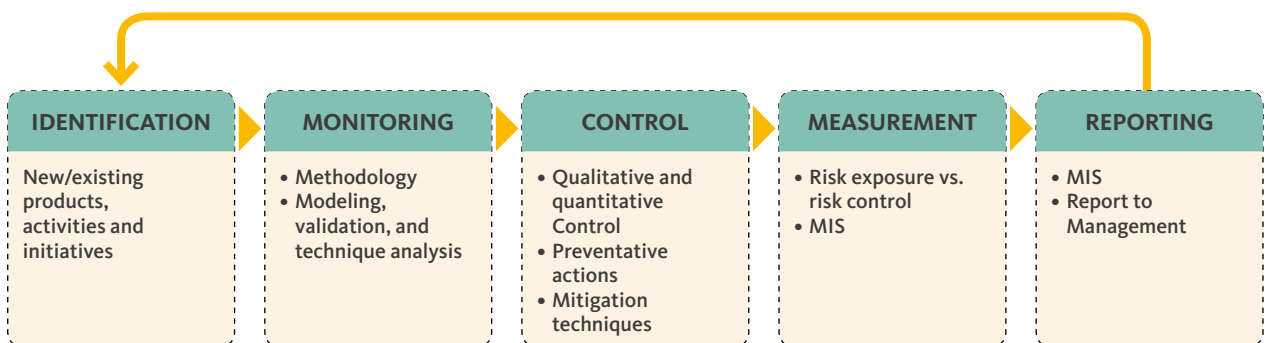 IDENTIFICATION
New/existing
products,
activities and
initiatives
MONITORING
• Methodology
• Modeling,
validation, and
technique analysis
CONTROL
• Qualitative and
quantitative
Control
• Preventative
actions
• Mitigation
techniques
MEASUREMENT
• Risk exposure vs.
risk control
• MIS
REPORTING
• MIS
• Report to
Management